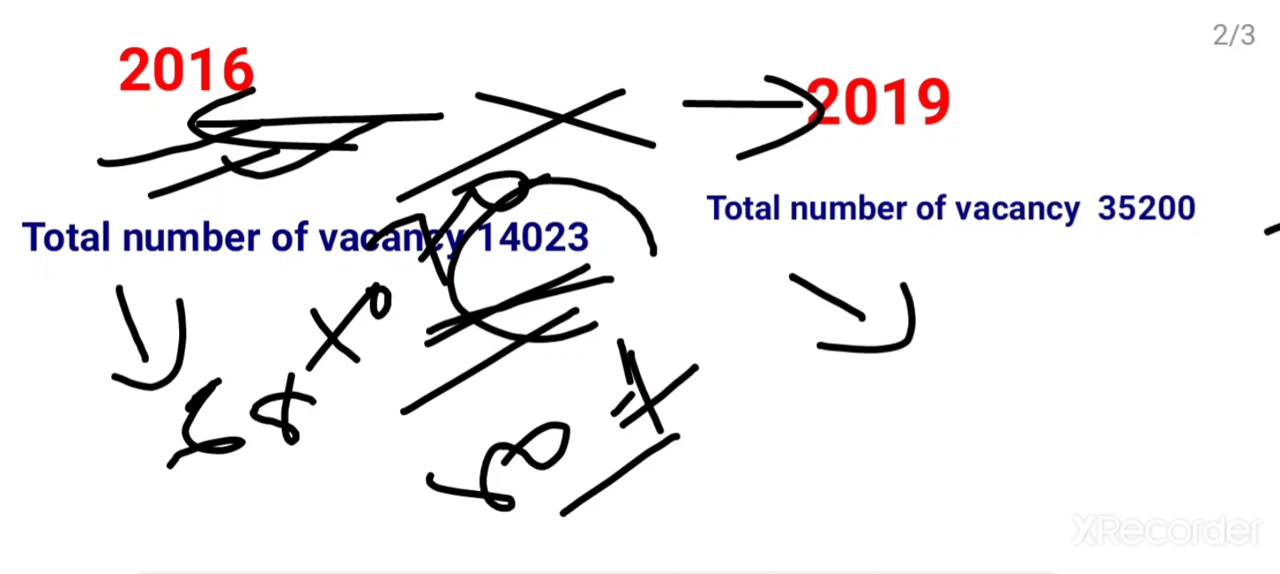 2/3
2016
2019
Total number of vacancy 14023
Total number of vacancy 35200
XRecorder